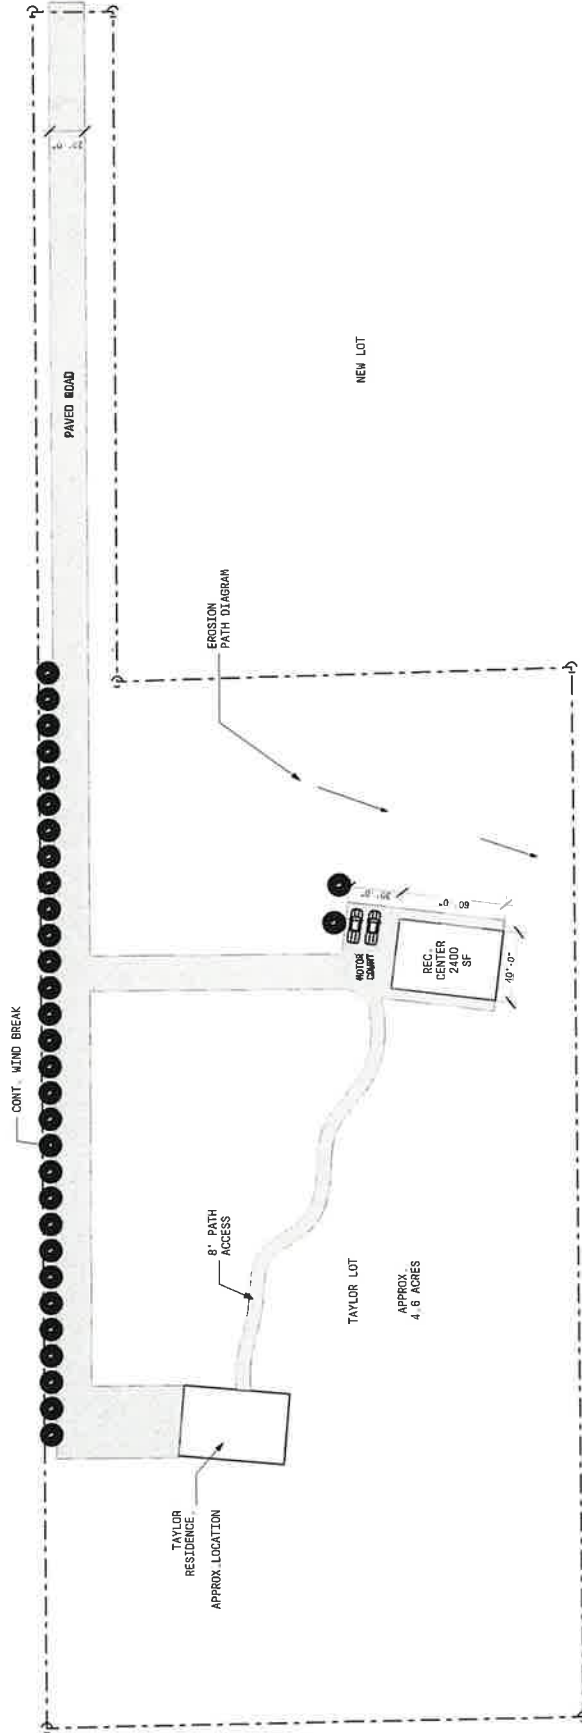 PAVED ROAD
NEW LOT
EROSION
PATH DIAGRAM
CONT. WIND BREAK
60'-0"
MOTOR
COURT
REC.
CENTER
2400
SF
40'-0"
8' PATH
ACCESS
TAYLOR LOT
APPROX.
4.6 ACRES
TAYLOR
RESIDENCE
APPROX.LOCATION